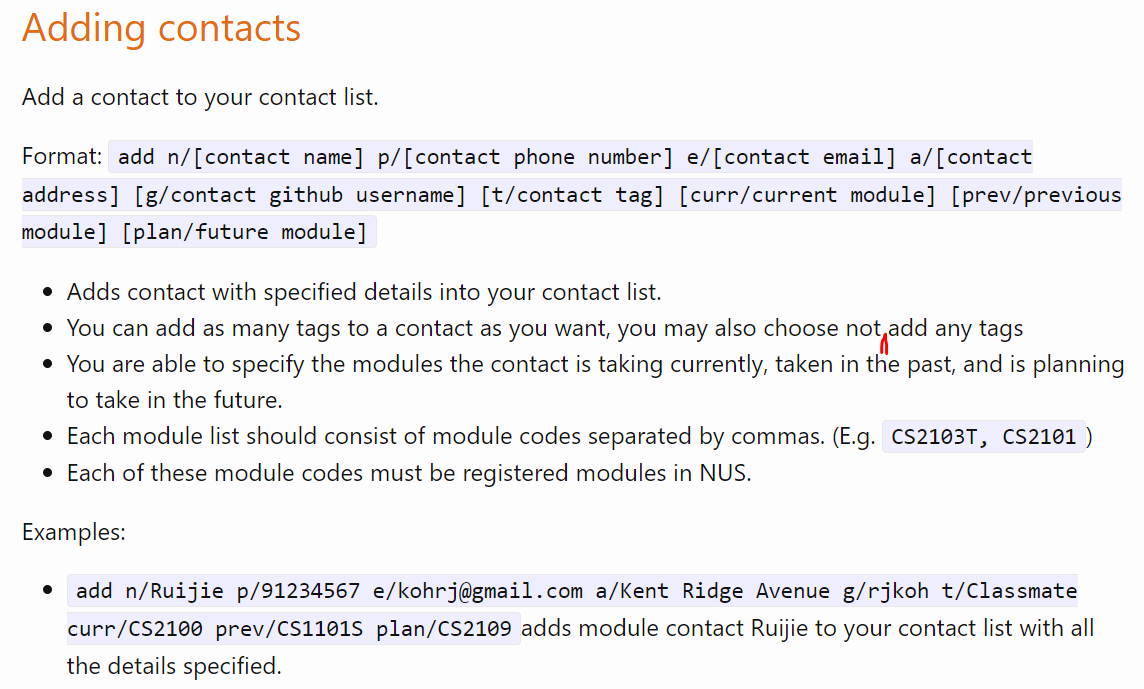 Adding contacts
Add a contact to your contact list.
Format: add n/[contact name] p/[contact phone number] e/[contact email] a/[contact
address] [g/contact github username] [t/contact tag] [curr/current module] [prev/previous
module] [plan/future module]
• Adds contact with specified details into your contact list.
• You can add as many tags to a contact as you want, you may also choose not add any tags
• You are able to specify the modules the contact is taking currently, taken in the past, and is planning
to take in the future.
• Each module list should consist of module codes separated by commas. (E.g. CS2103T, CS2101 )
• Each of these module codes must be registered modules in NUS.
Examples:
• add n/Ruijie p/91234567 e/kohrj@gmail.com a/Kent Ridge Avenue g/rjkoh t/Classmate
curr/CS2100 prev/CS1101S plan/CS2109 adds module contact Ruijie to your contact list with all
the details specified.